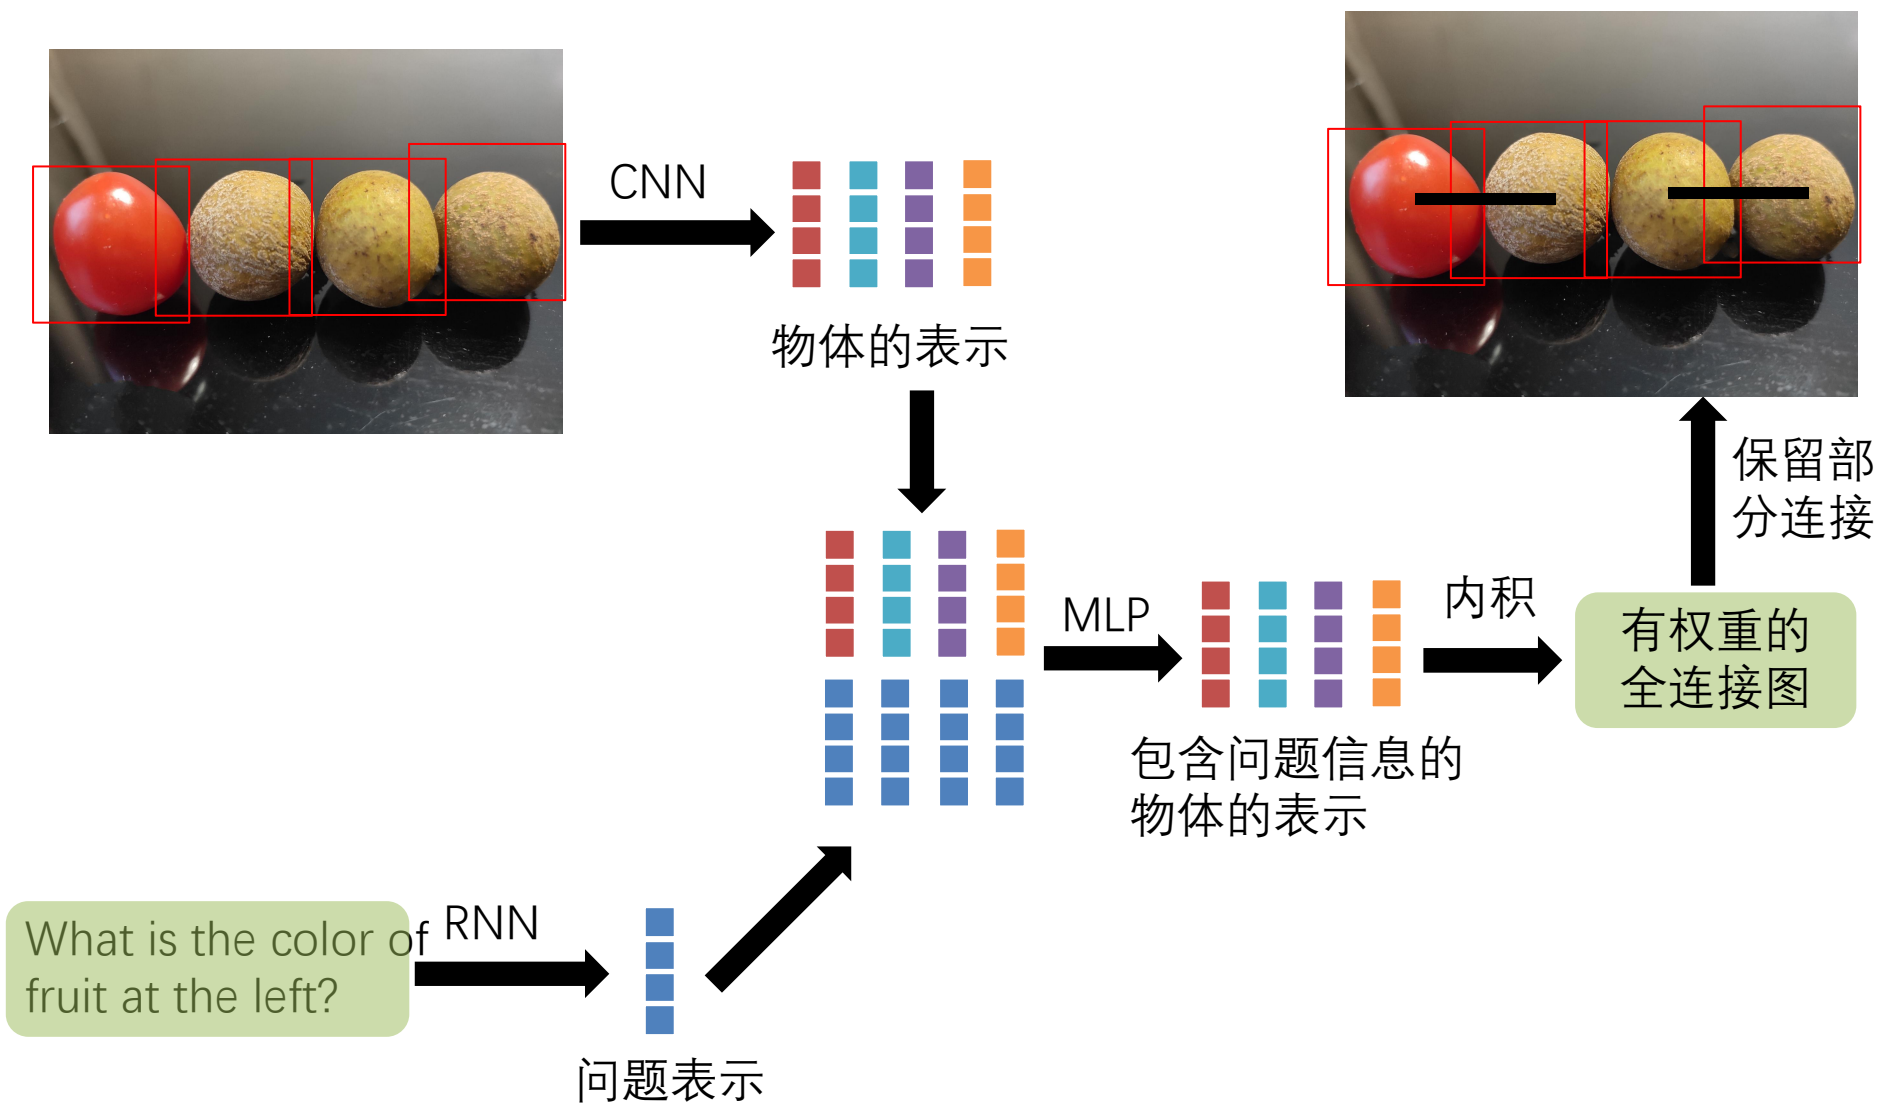 CNN
物体的表示
保留部
分连接
MLP
内积
有权重的
全连接图
包含问题信息的
物体的表示
What is the color of
fruit at the left?
RNN
问题表示